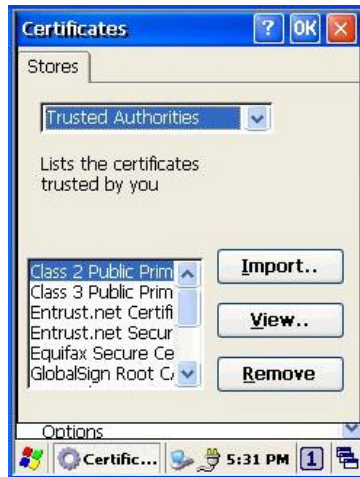 Certificates ? OK
Stores
Trusted Authorities
Lists the certificates
trusted by you
Class 2 Public Prim
Class 3 Public Prim
Entrust.net Certifi
Entrust.net Secur
Equifax Secure Ce
GlobalSign Root CA
Import..
View..
Remove
Options
Certific... 5:31 PM 1